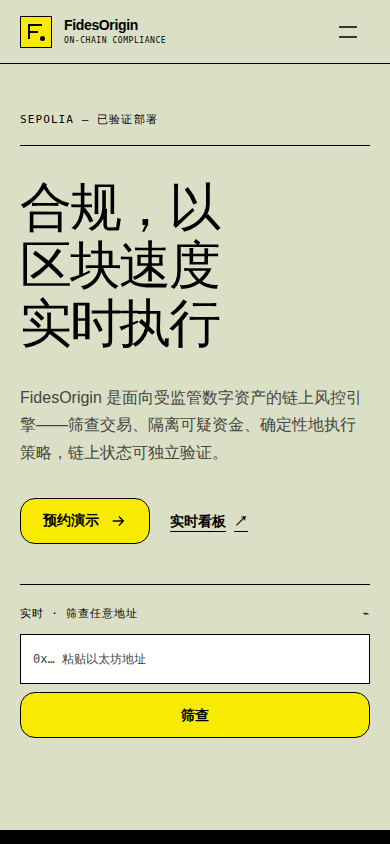 FidesOrigin
ON-CHAIN COMPLIANCE
SEPOLIA — 已验证部署
合规，以
区块速度
实时执行
FidesOrigin 是面向受监管数字资产的链上风控引
擎——筛查交易、隔离可疑资金、确定性地执行
策略，链上状态可独立验证。
预约演示 →
实时看板 ↗
实时 · 筛查任意地址
0x… 粘贴以太坊地址
筛查